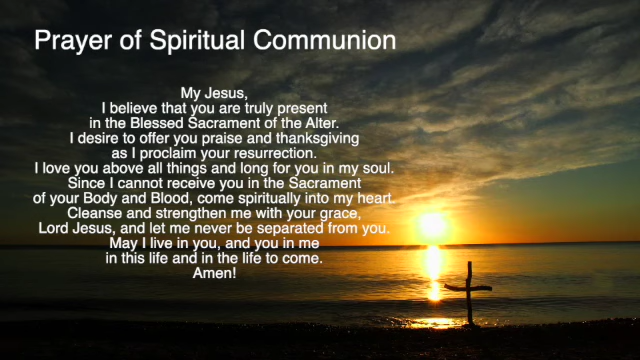 Prayer of Spiritual Communion
My Jesus,
I believe that you are truly present
in the Blessed Sacrament of the Alter.
I desire to offer you praise and thanksgiving
as I proclaim your resurrection.
I love you above all things and long for you in my soul.
Since I cannot receive you in the Sacrament
of your Body and Blood, come spiritually into my heart.
Cleanse and strengthen me with your grace,
Lord Jesus, and let me never be separated from you.
May I live in you, and you in me
in this life and in the life to come.
Amen!